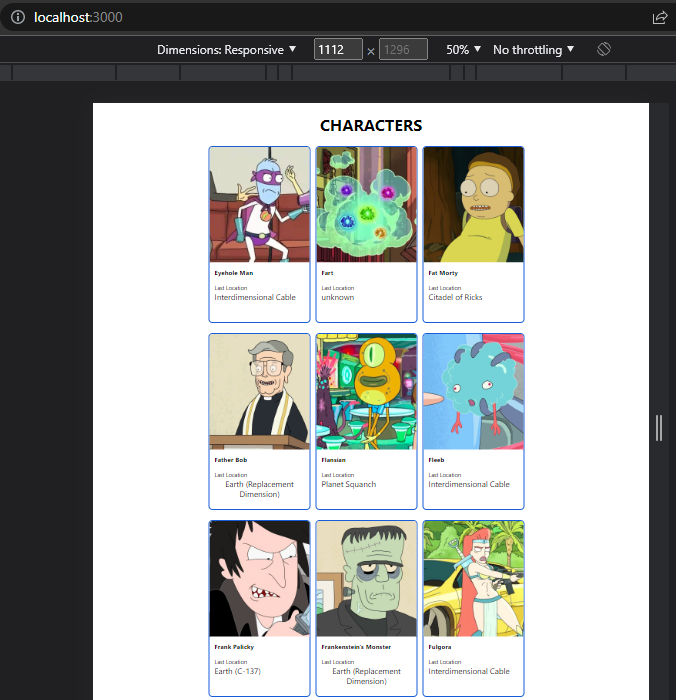 localhost:3000
Dimensions: Responsive ▼ 1112 × 1296 50% ▼ No throttling ▼
CHARACTERS
Eyehole Man
Last Location
Interdimensional Cable
Fart
Last Location
unknown
Fat Morty
Last Location
Citadel of Ricks
Father Bob
Last Location
Earth (Replacement
Dimension)
Flansian
Last Location
Planet Squanch
Fleeb
Last Location
Interdimensional Cable
Frank Palicky
Last Location
Earth (C-137)
Frankenstein's Monster
Last Location
Earth (Replacement
Dimension)
Fulgora
Last Location
Interdimensional Cable